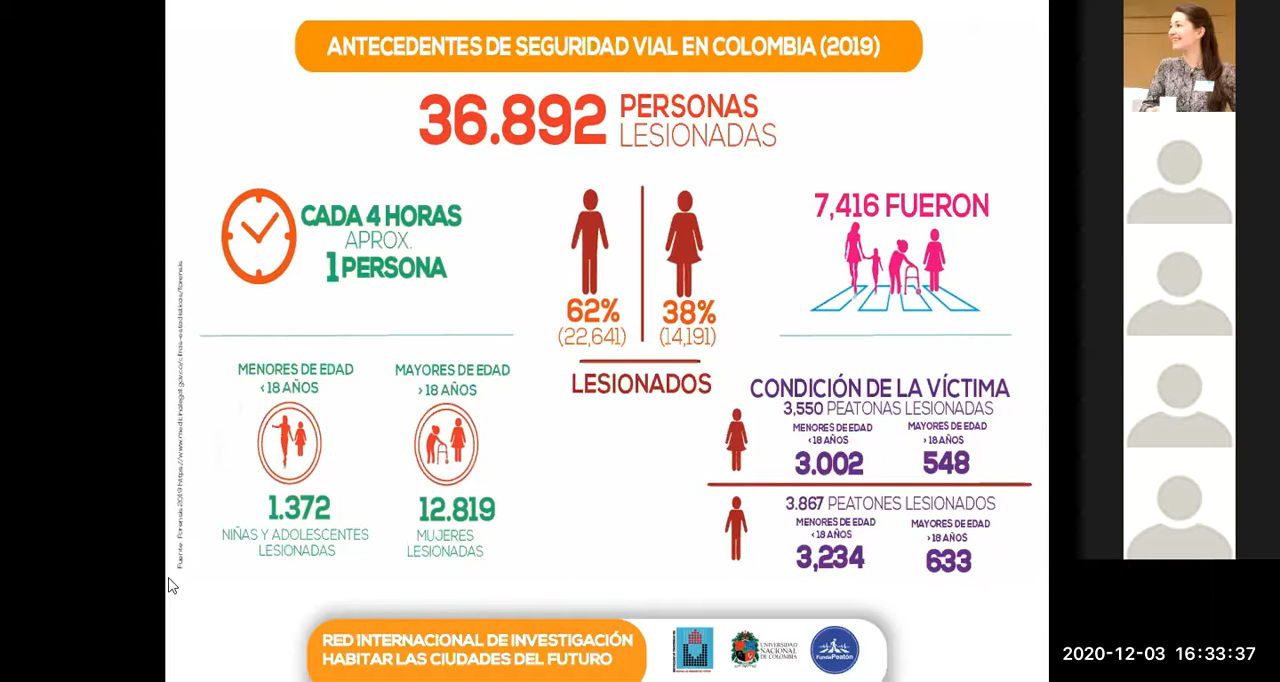 ANTECEDENTES DE SEGURIDAD VIAL EN COLOMBIA (2019)
36.892 PERSONAS
LESIONADAS
CADA 4 HORAS
APROX.
1 PERSONA
62%
(22,641)
38%
(14,191)
LESIONADOS
7,416 FUERON
MENORES DE EDAD
<18 AÑOS
1.372
NIÑAS Y ADOLESCENTES
LESIONADAS
MAYORES DE EDAD
>18 AÑOS
12.819
MUJERES
LESIONADAS
CONDICIÓN DE LA VÍCTIMA
3,550 PEATONAS LESIONADAS
MENORES DE EDAD
<18 AÑOS
3.002
MAYORES DE EDAD
>18 AÑOS
548
3.867 PEATONES LESIONADOS
MENORES DE EDAD
<18 AÑOS
3,234
MAYORES DE EDAD
>18 AÑOS
633
RED INTERNACIONAL DE INVESTIGACIÓN
HABITAR LAS CIUDADES DEL FUTURO
UNIVERSIDAD
NACIONAL
DE COLOMBIA
FundaPeatón
2020-12-03 16:33:37